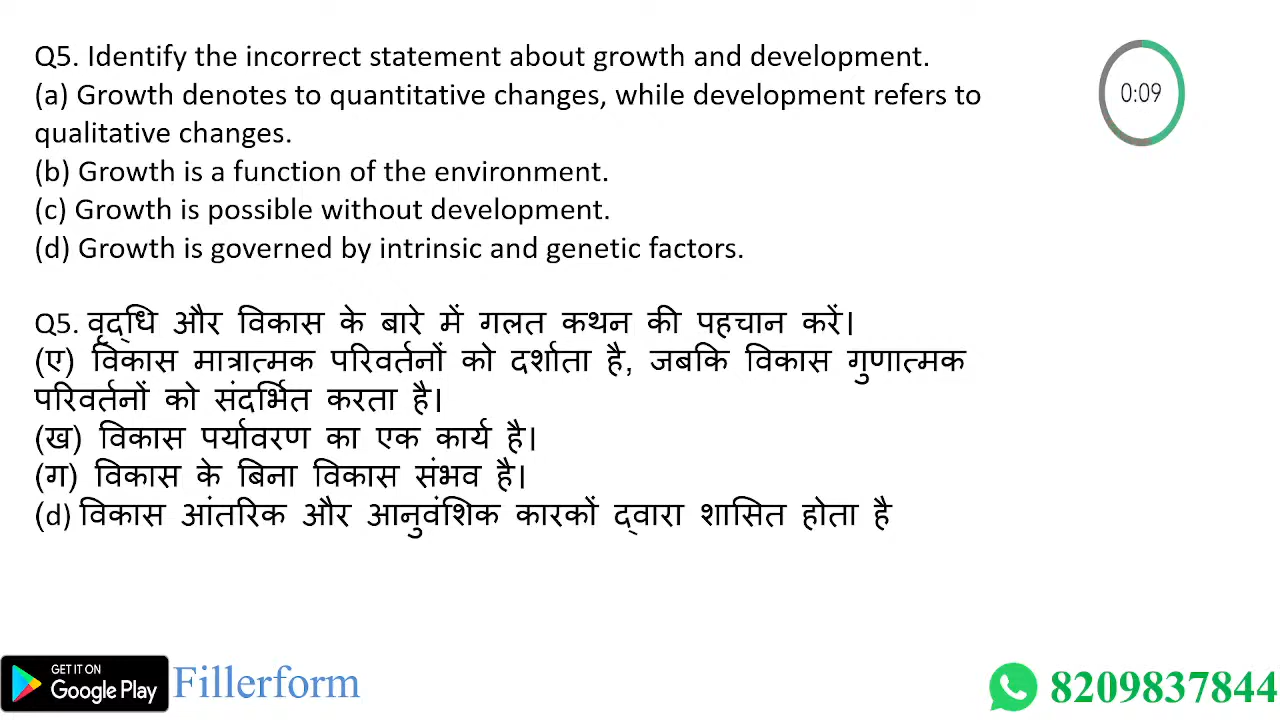 Q5. Identify the incorrect statement about growth and development.
0:09
(a) Growth denotes to quantitative changes, while development refers to
qualitative changes.
(b) Growth is a function of the environment.
(c) Growth is possible without development.
(d) Growth is governed by intrinsic and genetic factors.
Q5. वृद्धि और विकास के बारे में गलत कथन की पहचान करें।
(ए) विकास मात्रात्मक परिवर्तनों को दर्शाता है, जबकि विकास गुणात्मक
परिवर्तनों को संदर्भित करता है।
(ख) विकास पर्यावरण का एक कार्य है।
(ग) विकास के बिना विकास संभव है।
(d) विकास आंतरिक और आनुवंशिक कारकों द्वारा शासित होता है
GET IT ON
Google Play
Fillerform
8209837844